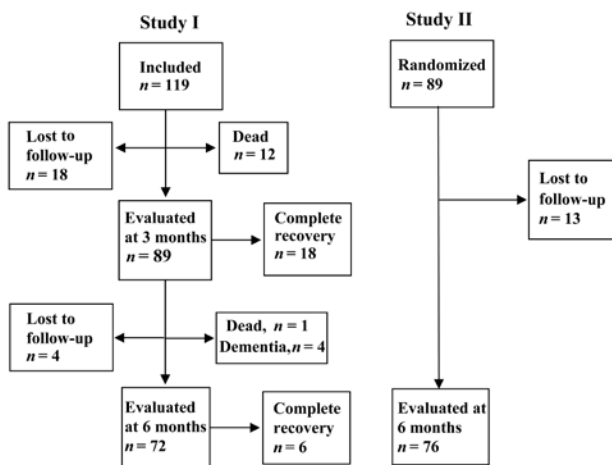 Study I
Included
n = 119
Lost to
follow-up
n = 18
Dead
n = 12
Evaluated
at 3 months
n = 89
Complete
recovery
n = 18
Lost to
follow-up
n = 4
Dead, n = 1
Dementia, n = 4
Evaluated
at 6 months
n = 72
Complete
recovery
n = 6
Study II
Randomized
n = 89
Lost to
follow-up
n = 13
Evaluated at
6 months
n = 76